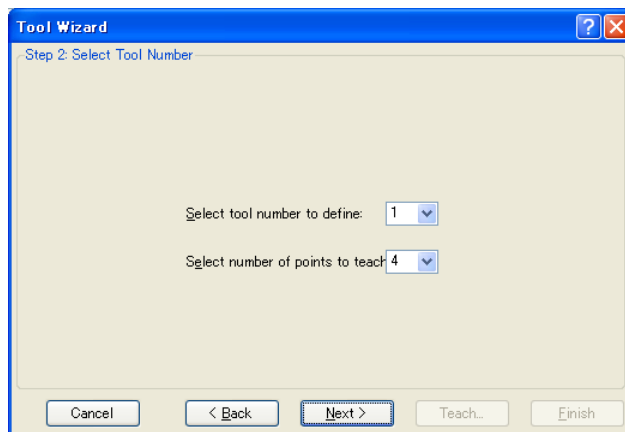 Tool Wizard
Step 2: Select Tool Number
Select tool number to define: 1
Select number of points to teach 4
Cancel < Back Next > Teach... Finish